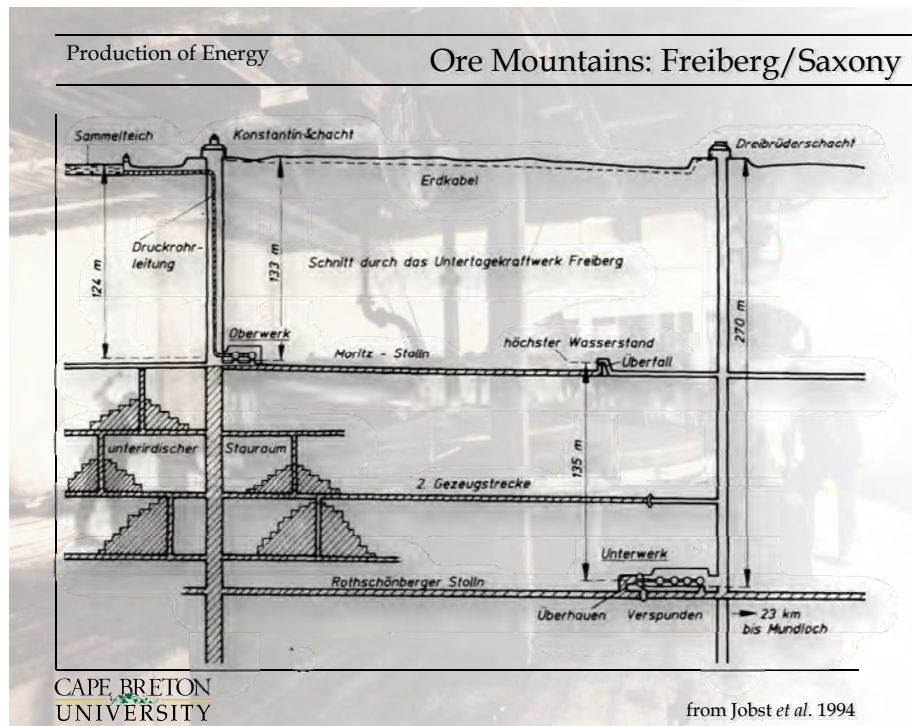 Production of Energy
Ore Mountains: Freiberg/Saxony
Sammelteich
Konstantin-Schacht
Dreibrüderschacht
Erdkabel
Druckrohr-
leitung
124 m
133 m
Schnitt durch das Untertagekraftwerk Freiberg
270 m
Oberwerk
Moritz - Stolln
höchster Wasserstand
Überfall
unterirdischer Stauraum
135 m
2. Gezeugstrecke
Unterwerk
Rothschönberger Stolln
Überhauen Verspunden
23 km
bis Mundloch
CAPE BRETON
UNIVERSITY
from Jobst et al. 1994